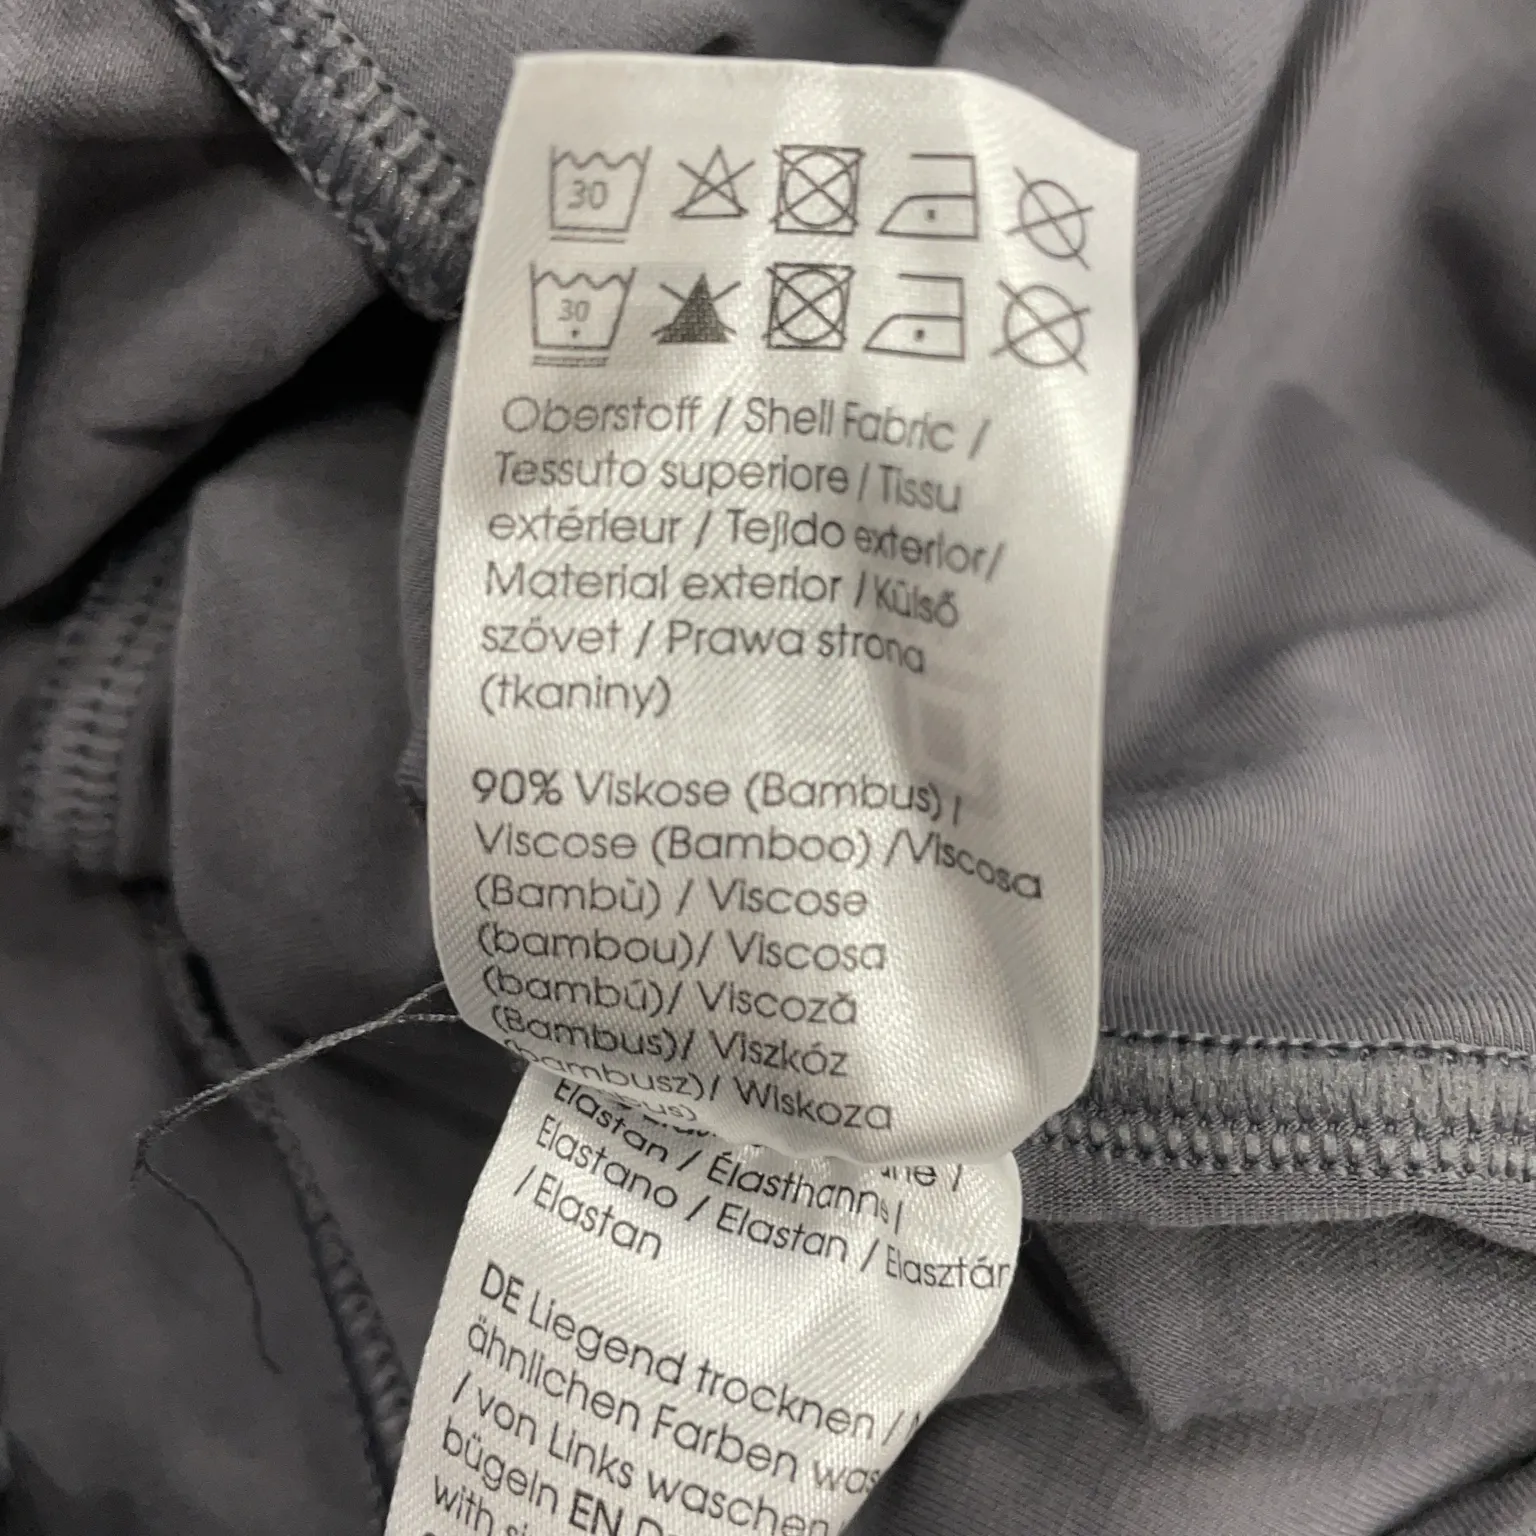 30
30
Oberstoff / Shell Fabric /
Tessuto superiore / Tissu
extérieur / Tejido exterior/
Material exterior / Külső
szövet / Prawa strona
(tkaniny)
90% Viskose (Bambus) /
Viscose (Bamboo) /Viscosa
(Bambù) / Viscose
(bambou)/ Viscosa
(bambú)/ Viscoză
(Bambus)/ Viszkóz
(bambusz)/ Wiskoza
Elastan / Élasthanne /
Elastano / Elastan / Elasztán
/ Elastan
DE Liegend trocknen /
ähnlichen Farben
/ von Links waschen
bügeln EN
with